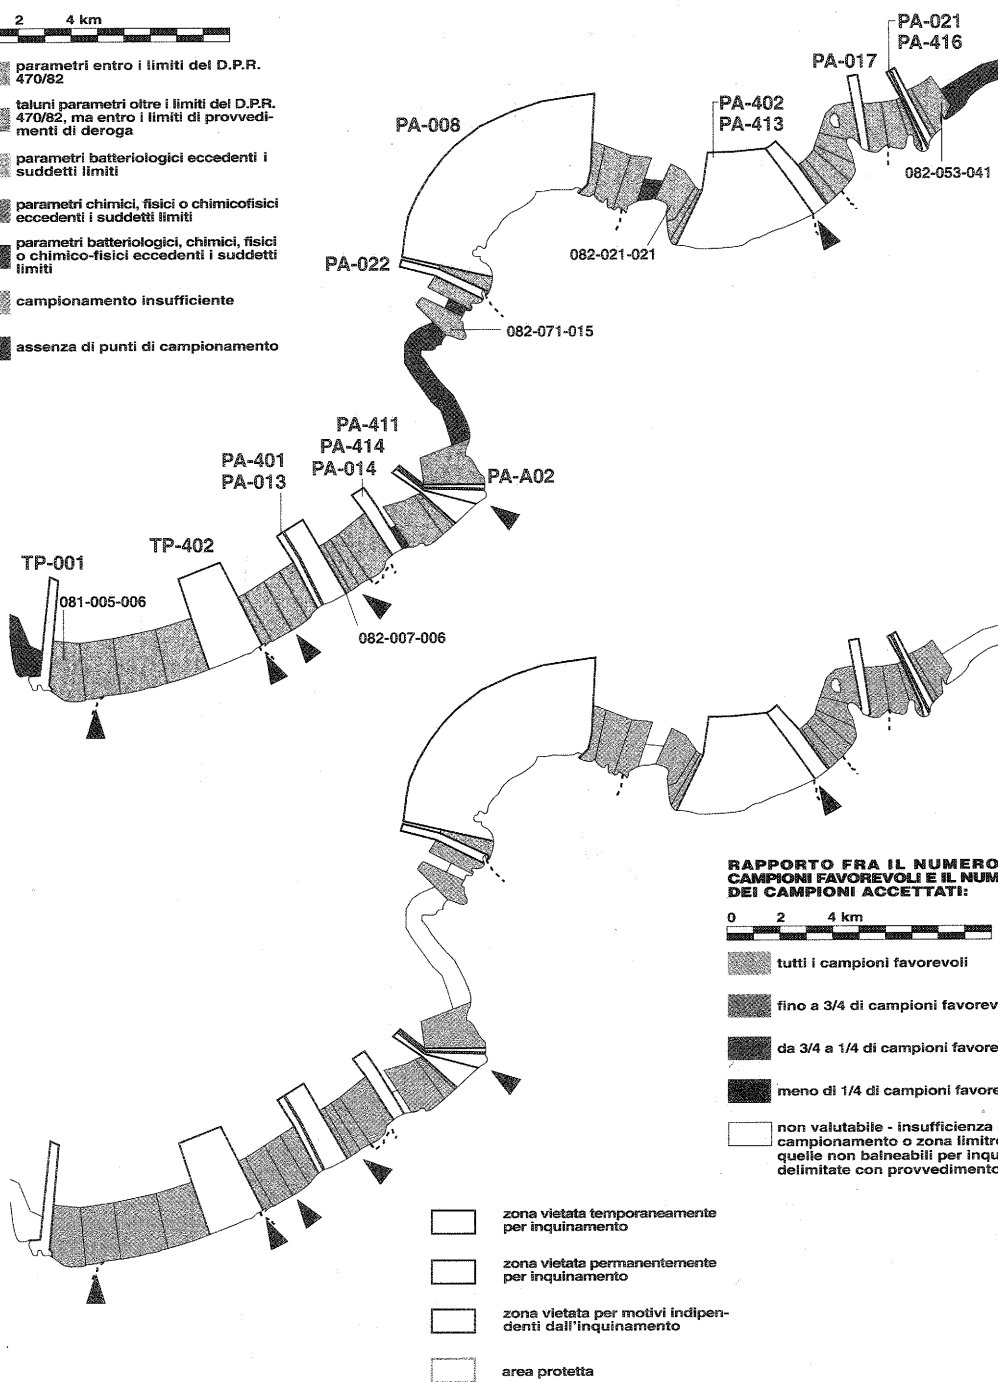 2 4 km
parametri entro i limiti del D.P.R.
470/82
taluni parametri oltre i limiti del D.P.R.
470/82, ma entro i limiti di provvedi-
menti di deroga
parametri batteriologici eccedenti i
suddetti limiti
parametri chimici, fisici o chimicofisici
eccedenti i suddetti limiti
parametri batteriologici, chimici, fisici
o chimico-fisici eccedenti i suddetti
limiti
campionamento insufficiente
assenza di punti di campionamento
PA-021
PA-416
PA-017
PA-402
PA-413
PA-008
082-053-041
082-021-021
PA-022
082-071-015
PA-411
PA-414
PA-014
PA-401
PA-013
PA-A02
TP-402
TP-001
081-005-006
082-007-006
RAPPORTO FRA IL NUMERO
CAMPIONI FAVOREVOLI E IL NUM
DEI CAMPIONI ACCETTATI:
0 2 4 km
tutti i campioni favorevoli
fino a 3/4 di campioni favorev
da 3/4 a 1/4 di campioni favore
meno di 1/4 di campioni favore
non valutabile - insufficienza
campionamento o zona limitro
quelle non balneabili per inqu
delimitate con provvedimento
zona vietata temporaneamente
per inquinamento
zona vietata permanentemente
per inquinamento
zona vietata per motivi indipen-
denti dall'inquinamento
area protetta